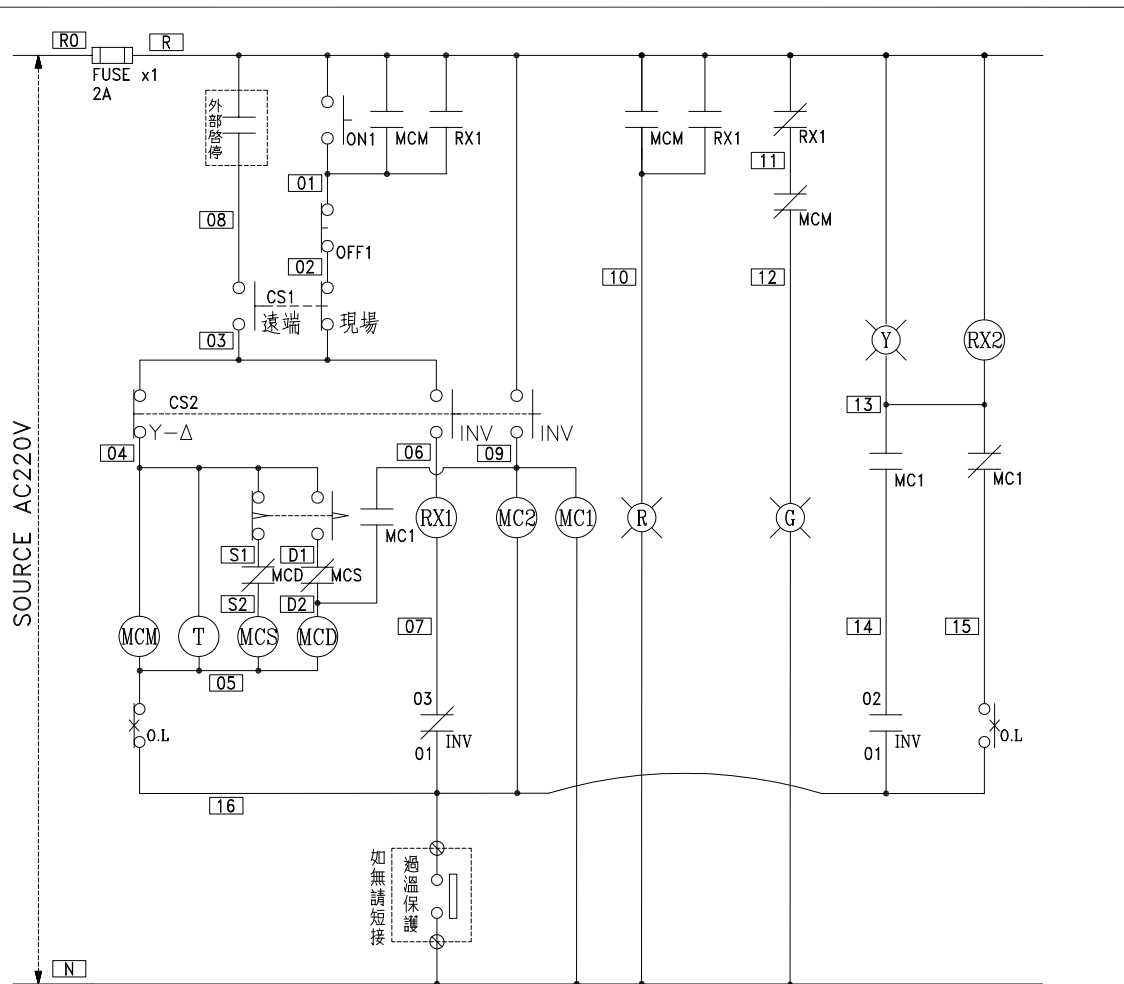 R0
R
FUSE x1
2A
外部啓停
ON1
MCM
RX1
MCM
RX1
RX1
11
MCM
01
08
OFF1
02
10
12
CS1
遠端
現場
03
Y
RX2
CS2
13
Y-Δ
INV
INV
04
06
09
MC1
MC1
SOURCE AC220V
RX1
MC2
MC1
R
G
MC1
S1
D1
MCD
MCS
S2
D2
MCM
T
MCS
MCD
07
14
15
05
03
02
O.L
INV
INV
O.L
01
01
16
如無請短接
過溫保護
N